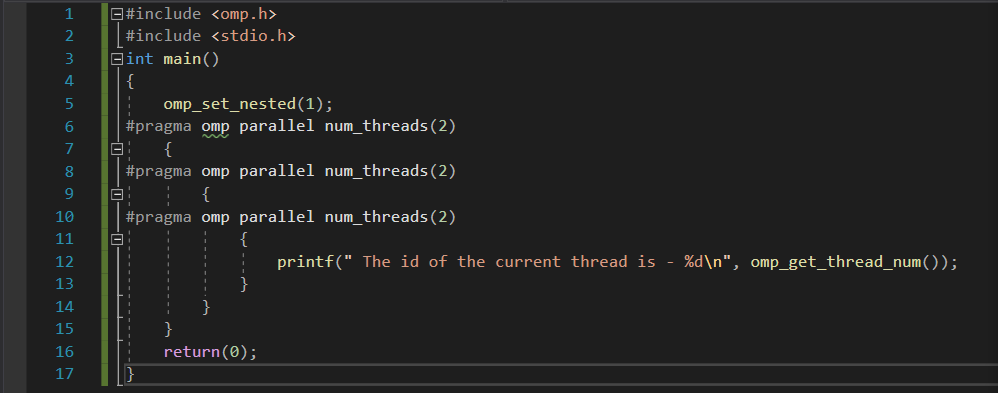 1 #include <omp.h>
2 #include <stdio.h>
3 int main()
4 {
5 omp_set_nested(1);
6 #pragma omp parallel num_threads(2)
7 {
8 #pragma omp parallel num_threads(2)
9 {
10 #pragma omp parallel num_threads(2)
11 {
12 printf(" The id of the current thread is - %d\n", omp_get_thread_num());
13 }
14 }
15 }
16 return(0);
17 }